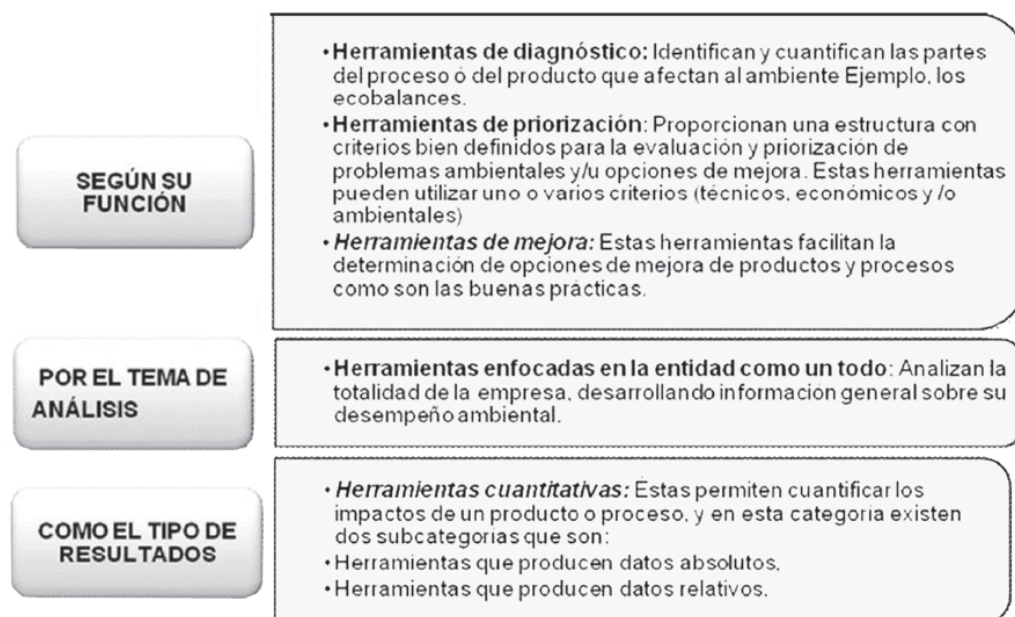 SEGÚN SU
FUNCIÓN
• Herramientas de diagnóstico: Identifican y cuantifican las partes
del proceso ó del producto que afectan al ambiente Ejemplo, los
ecobalances.
• Herramientas de priorización: Proporcionan una estructura con
criterios bien definidos para la evaluación y priorización de
problemas ambientales y/u opciones de mejora. Estas herramientas
pueden utilizar uno o varios criterios (técnicos, económicos y /o
ambientales)
• Herramientas de mejora: Estas herramientas facilitan la
determinación de opciones de mejora de productos y procesos
como son las buenas prácticas.
POR EL TEMA DE
ANÁLISIS
• Herramientas enfocadas en la entidad como un todo: Analizan la
totalidad de la empresa, desarrollando información general sobre su
desempeño ambiental.
COMO EL TIPO DE
RESULTADOS
• Herramientas cuantitativas: Estas permiten cuantificar los
impactos de un producto o proceso, y en esta categoría existen
dos subcategorías que son:
• Herramientas que producen datos absolutos,
• Herramientas que producen datos relativos.